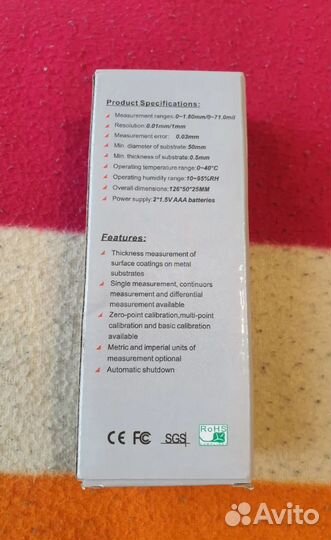 Product Specifications:
Measurement ranges:0~1.80mm/0~71.0mil
Resolution:0.01mm/1mm
Measurement error: 0.03mm
Min. diameter of substrate:50mm
Min. thickness of substrate:0.5mm
Operating temperature range:0~40°C
Operating humidity range:10~95%RH
Overall dimensions:126*50*25MM
Power supply:2*1.5V AAA batteries
Features:
Thickness measurement of
surface coatings on metal
substrates
Single measurement, continuors
measurement and differential
measurement available
Zero-point calibration,multi-point
calibration and basic calibration
available
Metric and imperial units of
measurement optional
Automatic shutdown
CE FC SGS RoHS
Avito